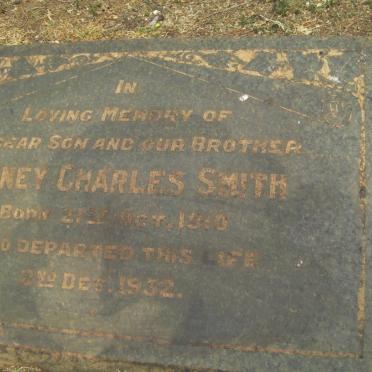 IN
LOVING MEMORY OF
DEAR SON AND OUR BROTHER
NEY CHARLES SMITH
BORN 21ST OCT. 1910
O DEPARTED THIS LIFE
2ND DEC. 1932.